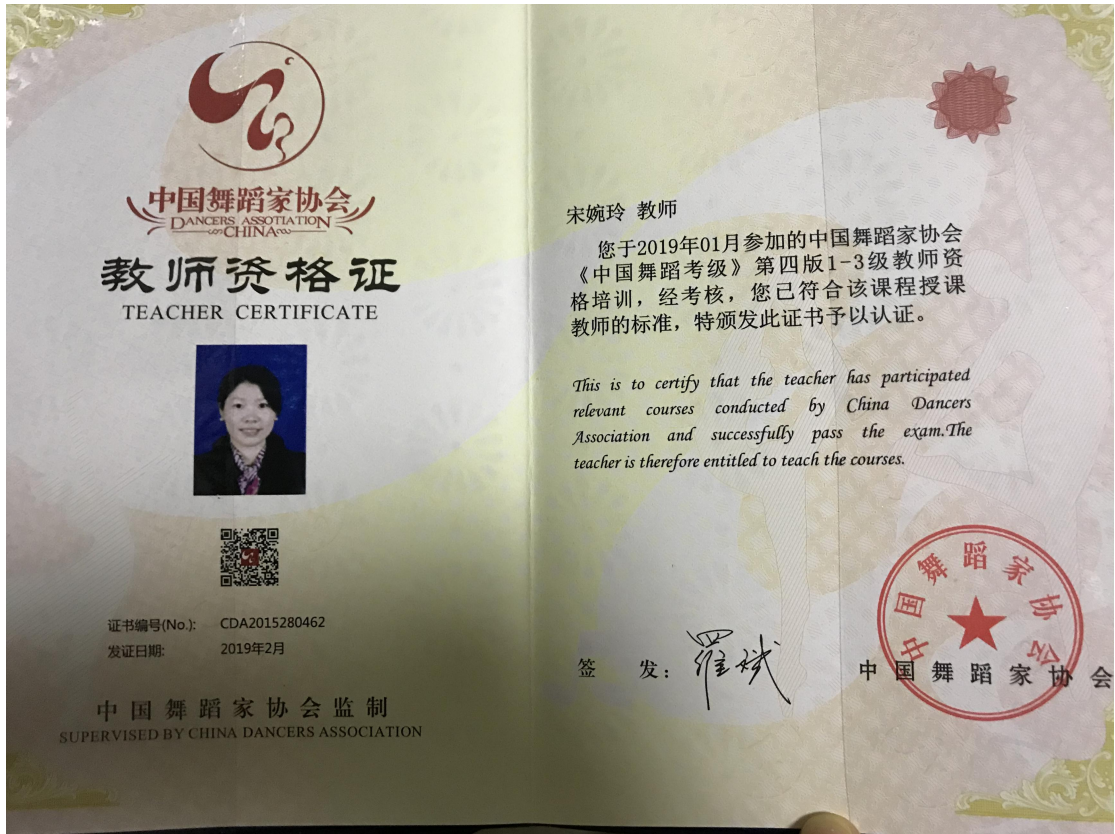 中国舞蹈家协会
DANCERS ASSOTIATION
CHINA
教师资格证
TEACHER CERTIFICATE
证书编号(No.): CDA2015280462
发证日期: 2019年2月
中国舞蹈家协会监制
SUPERVISED BY CHINA DANCERS ASSOCIATION
宋婉玲 教师
您于2019年01月参加的中国舞蹈家协会
《中国舞蹈考级》第四版1-3级教师资
格培训，经考核，您已符合该课程授课
教师的标准，特颁发此证书予以认证。
This is to certify that the teacher has participated
relevant courses conducted by China Dancers
Association and successfully pass the exam.The
teacher is therefore entitled to teach the courses.
签 发: 罗斌
中国舞蹈家协会
中国舞蹈家协会